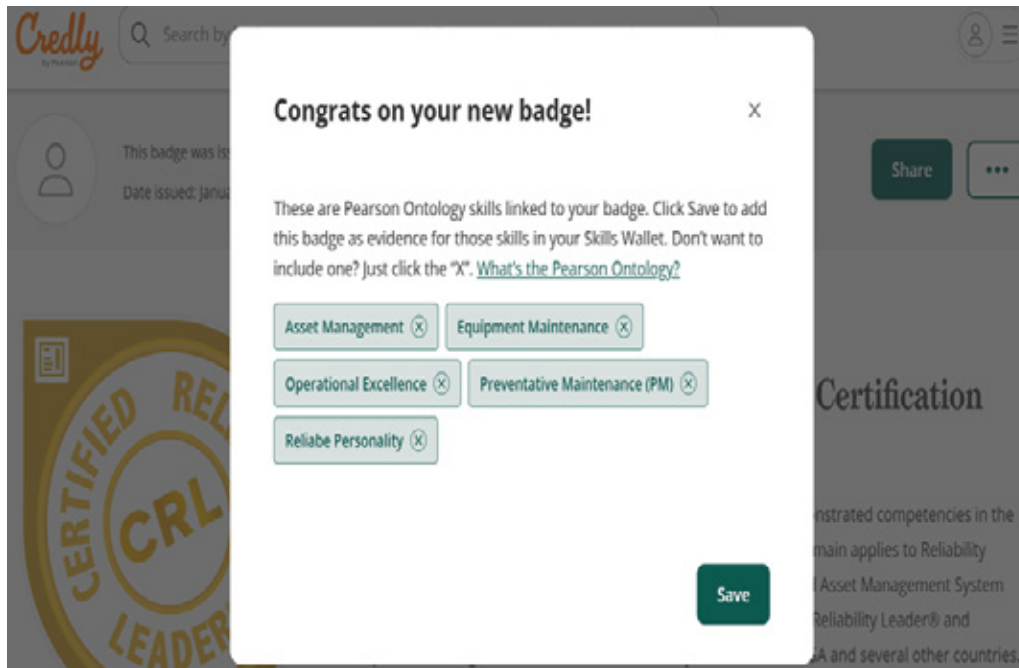 Credly
by Pearson
Search by
Congrats on your new badge!
X
This badge was is
Date issued: Janua
Share
•••
These are Pearson Ontology skills linked to your badge. Click Save to add
this badge as evidence for those skills in your Skills Wallet. Don't want to
include one? Just click the "X". What's the Pearson Ontology?
Asset Management X
Equipment Maintenance X
Operational Excellence X
Preventative Maintenance (PM) X
Reliabe Personality X
Save
CERTIFIED REL
CRL
LEADER
Certification
nstrated competencies in the
main applies to Reliability
Asset Management System
Reliability Leader® and
SA and several other countries.